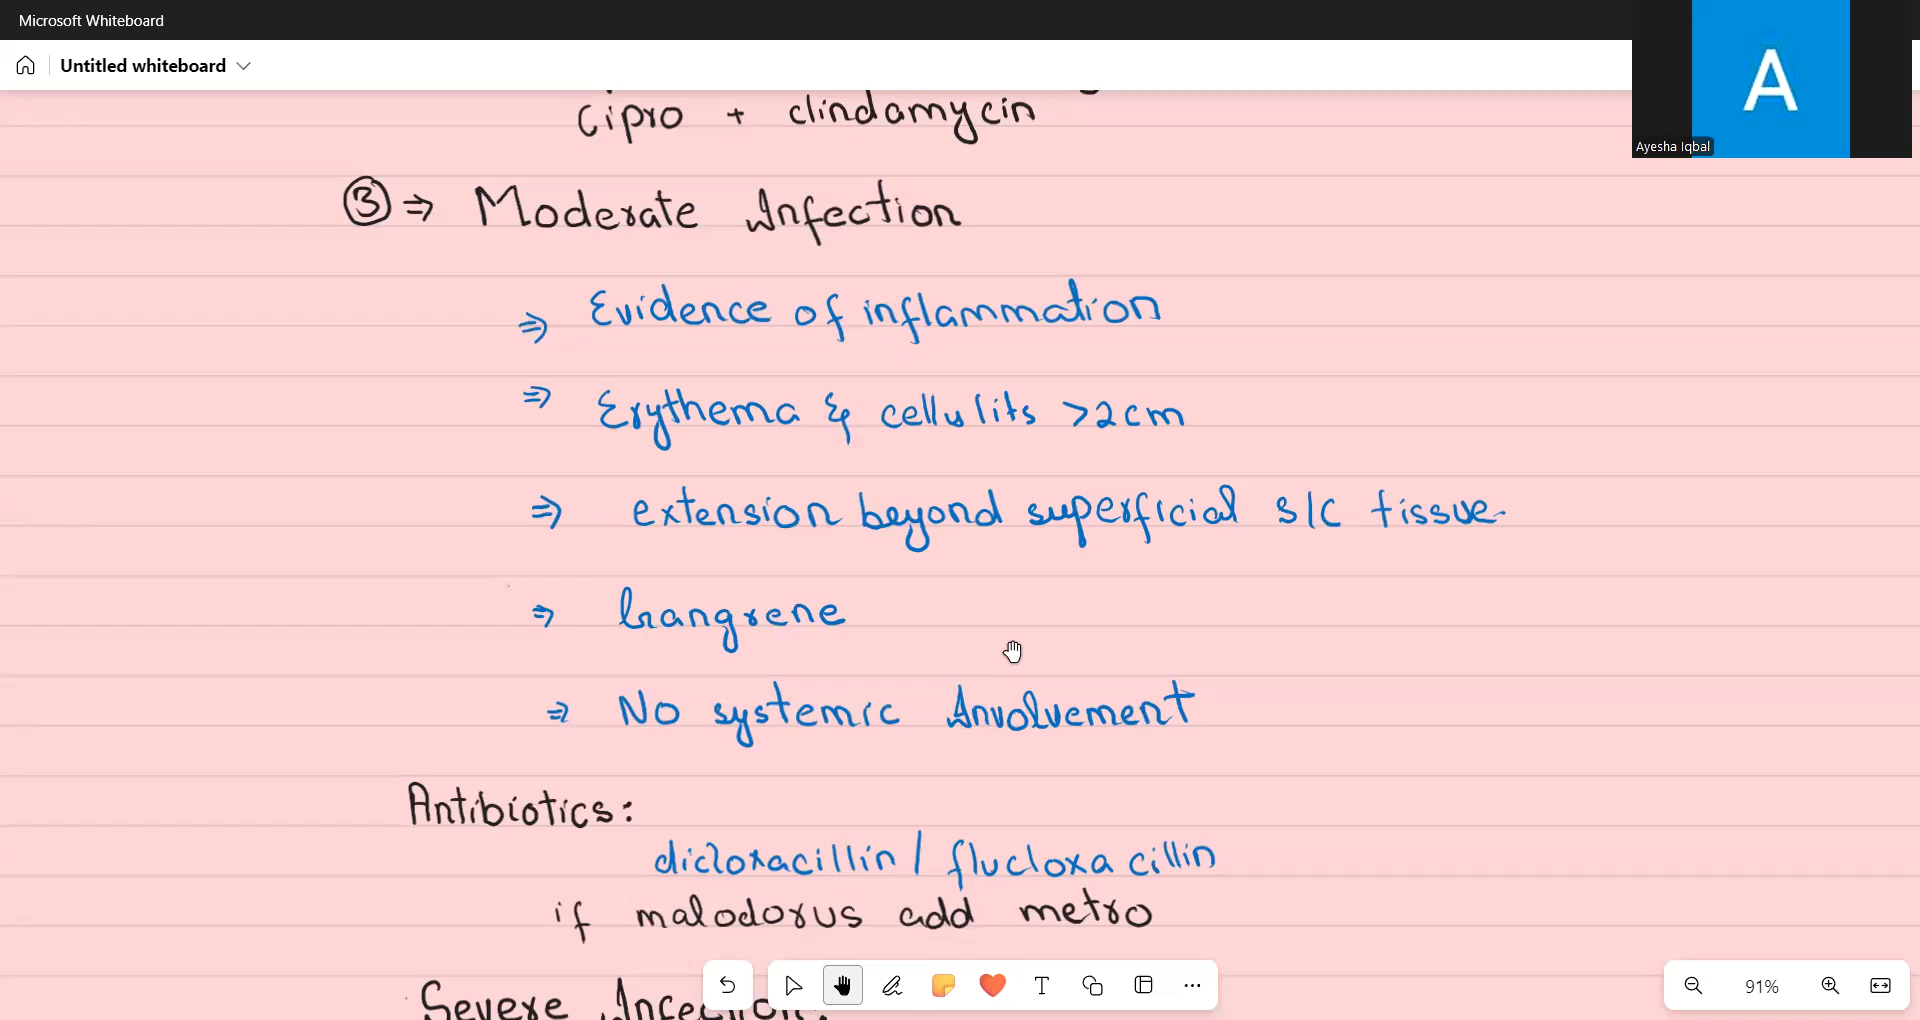 Microsoft Whiteboard
Untitled whiteboard
A
Ayesha Iqbal
Cipro + clindamycin
③ ⇒ Moderate Infection
⇒ Evidence of inflammation
⇒ Erythema & cellulits >2cm
⇒ extension beyond superficial S/C tissue.
⇒ Gangrene
⇒ No systemic Involvement
Antibiotics:
dicloxacillin / flucloxacillin
if malodorus add metro
Severe Infection:
91%